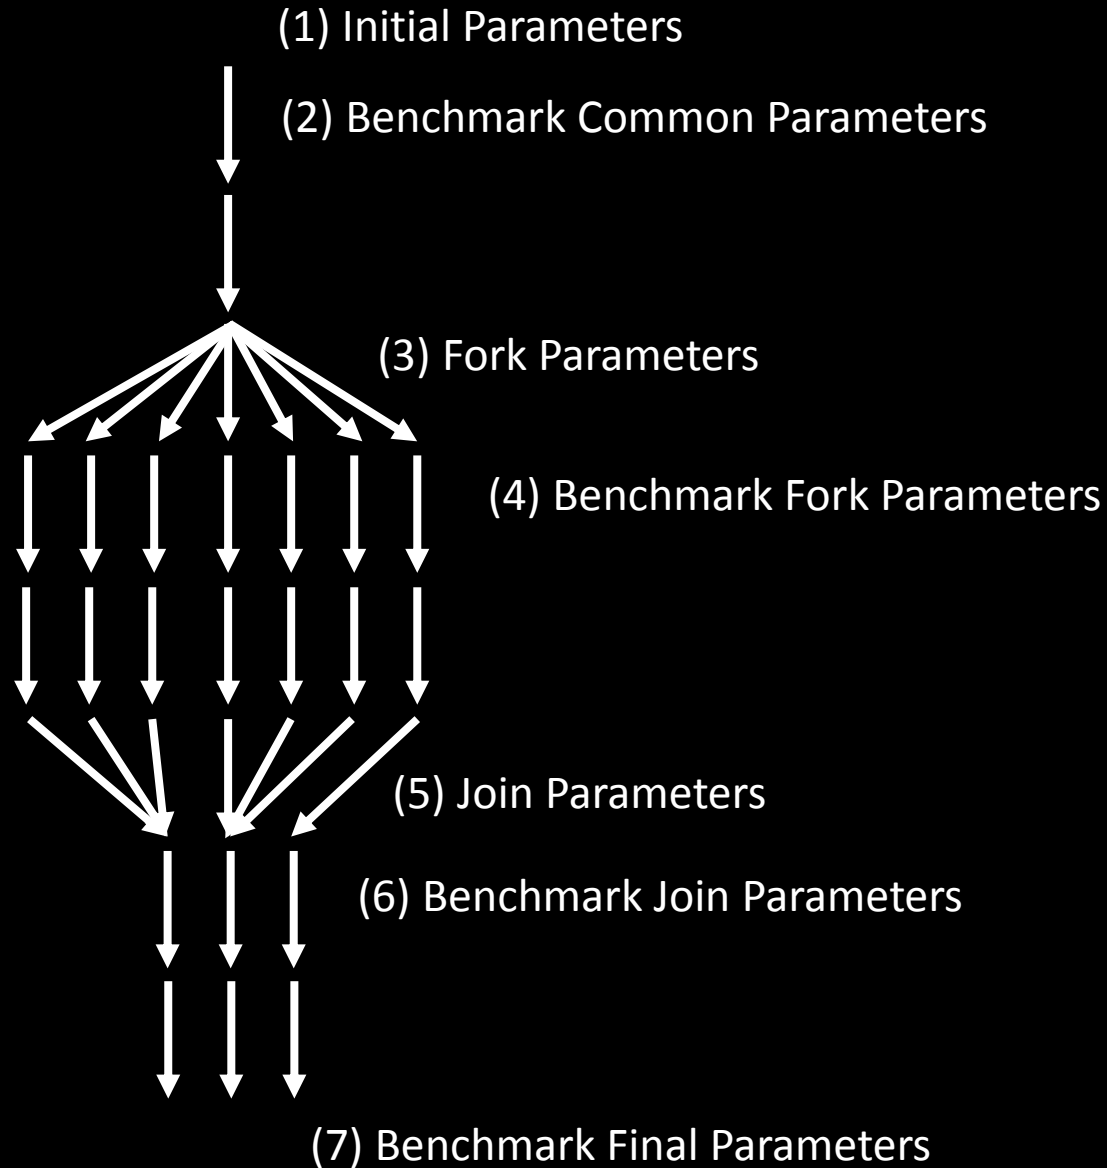 (1) Initial Parameters
(2) Benchmark Common Parameters
(3) Fork Parameters
(4) Benchmark Fork Parameters
(5) Join Parameters
(6) Benchmark Join Parameters
(7) Benchmark Final Parameters